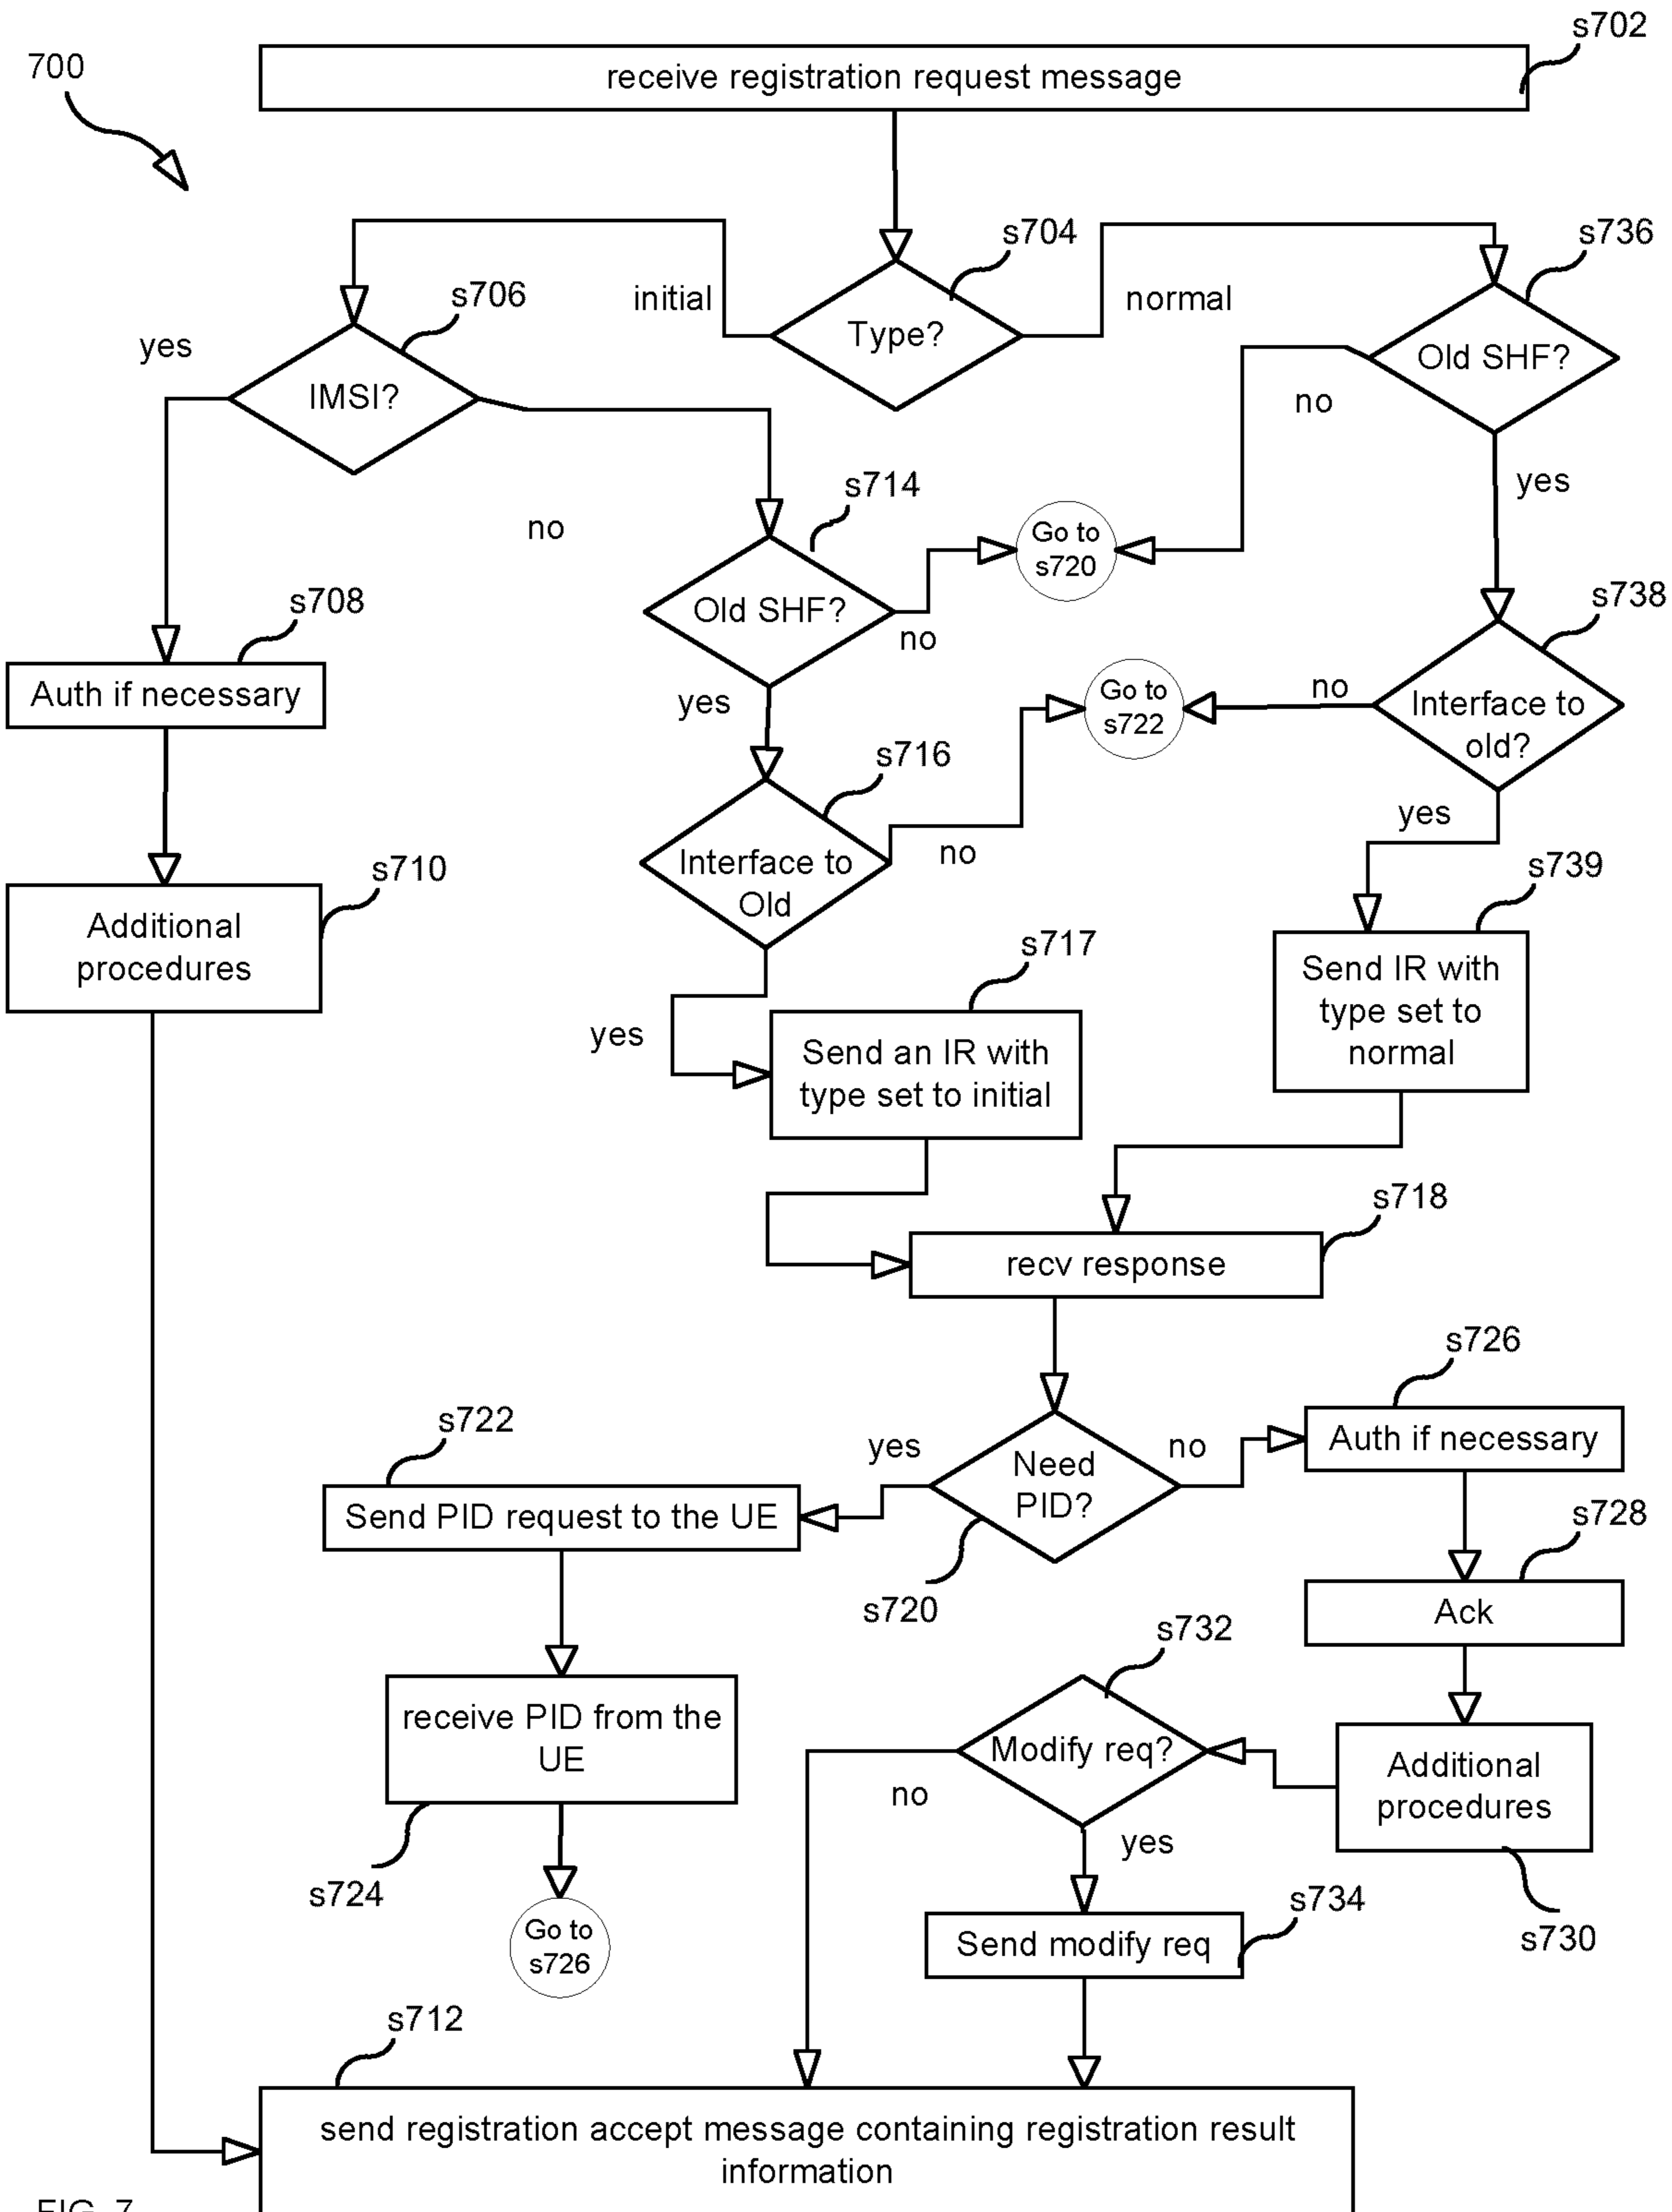 s702
700
receive registration request message
s704
s736
s706
initial
normal
yes
Type?
Old SHF?
IMSI?
no
yes
s714
no
Go to
s720
s708
Old SHF?
no
s738
Auth if necessary
yes
Go to
s722
no
Interface to
old?
s716
s710
Interface to
Old
no
yes
s739
Additional
procedures
s717
Send IR with
type set to
normal
yes
Send an IR with
type set to initial
s718
recv response
s726
s722
yes
no
Auth if necessary
Need
PID?
Send PID request to the UE
s728
s720
Ack
s732
receive PID from the
UE
Modify req?
Additional
procedures
no
yes
s724
s734
Go to
s726
Send modify req
s730
s712
send registration accept message containing registration result
information
FIG. 7